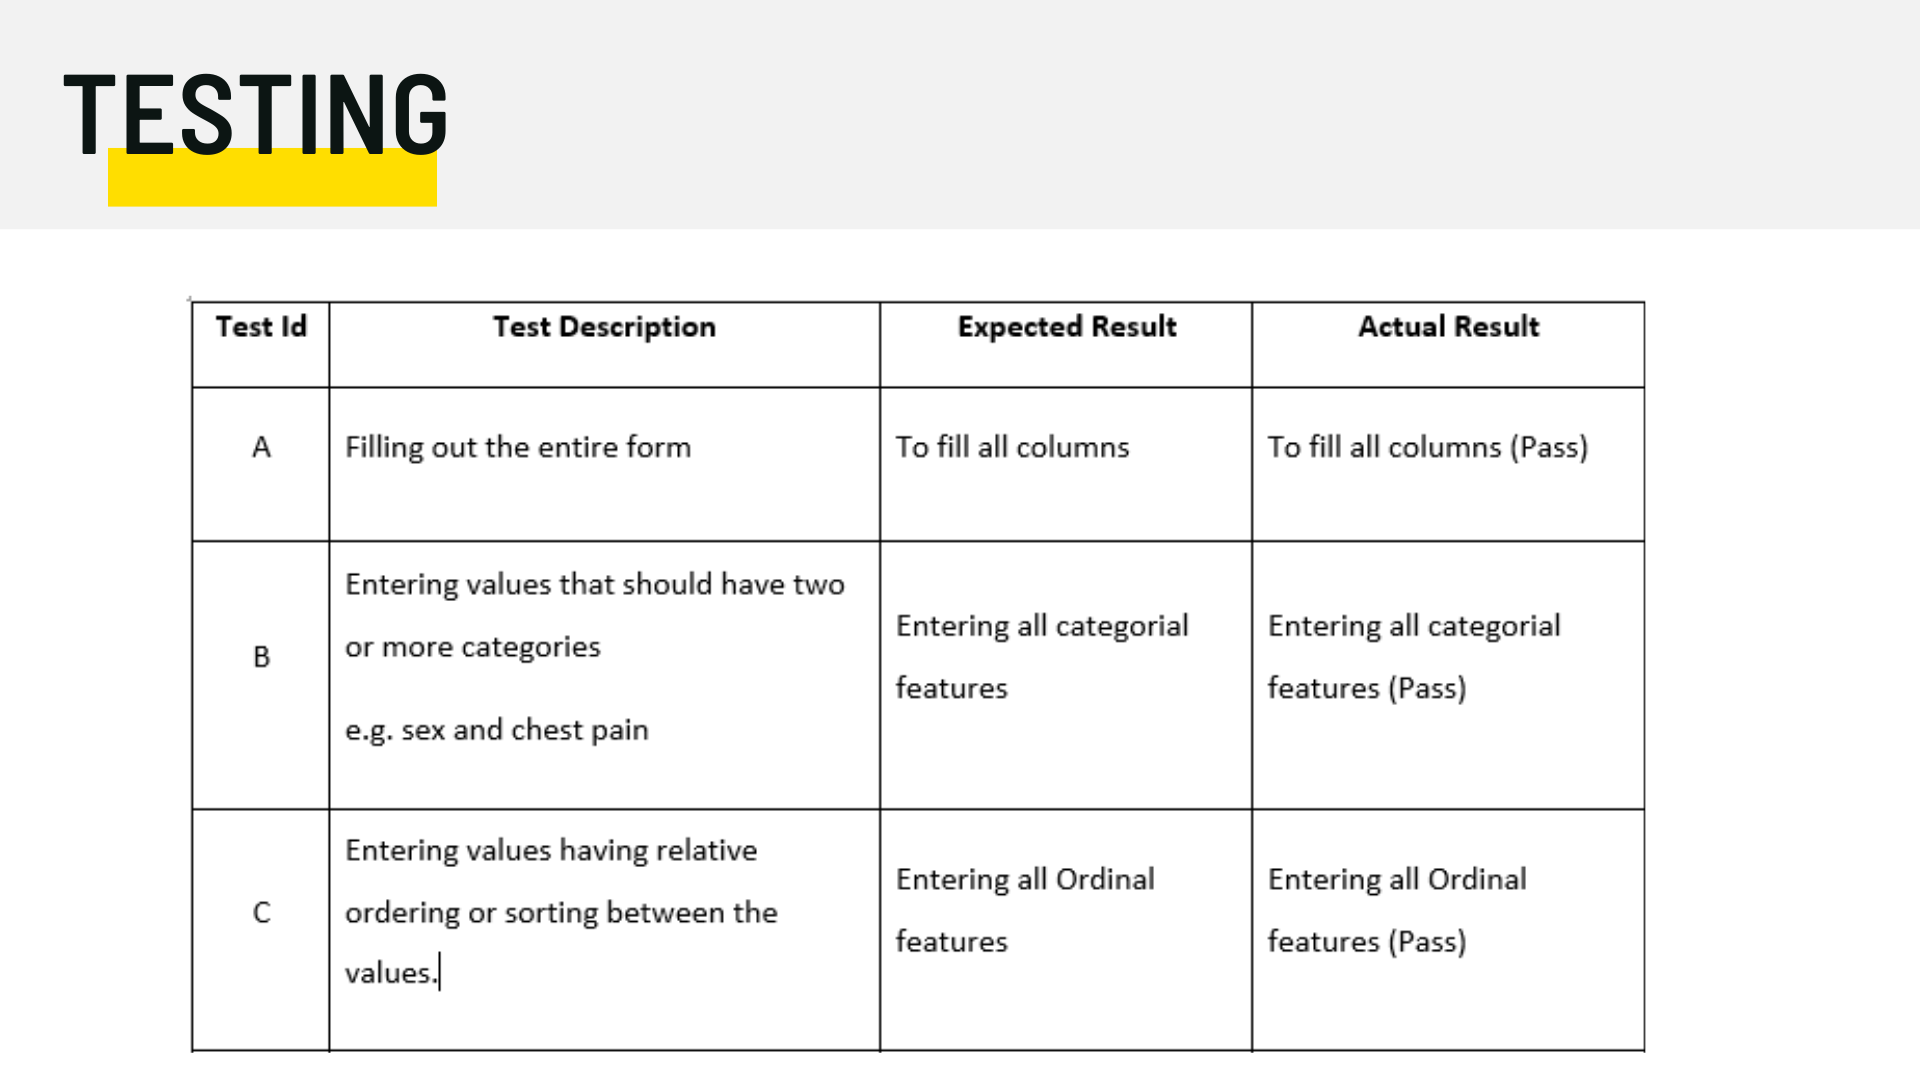 TESTING
Test Id Test Description Expected Result Actual Result
A Filling out the entire form To fill all columns To fill all columns (Pass)
B
Entering values that should have two
or more categories
e.g. sex and chest pain
Entering all categorial
features
Entering all categorial
features (Pass)
C
Entering values having relative
ordering or sorting between the
values.
Entering all Ordinal
features
Entering all Ordinal
features (Pass)